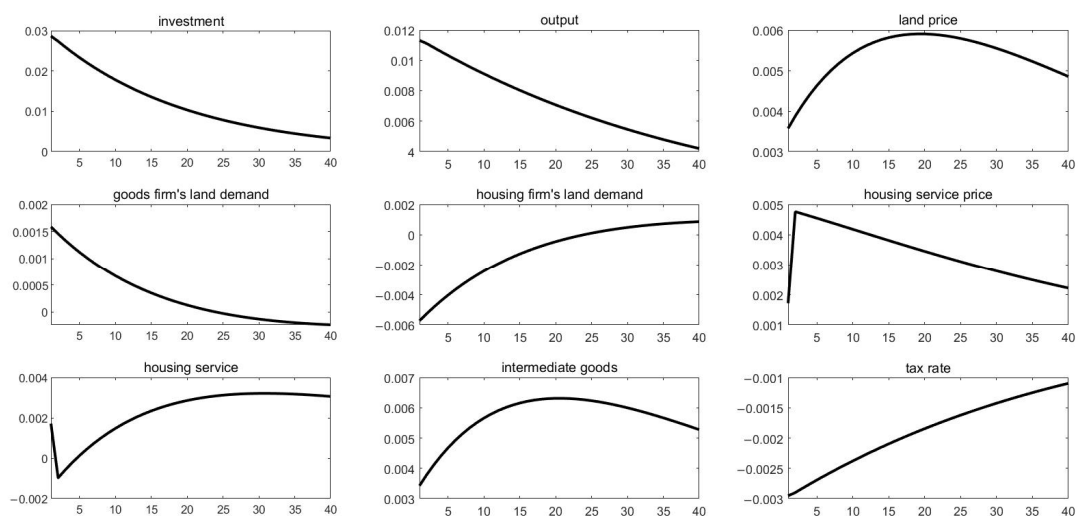 investment
0.03
0.02
0.01
0
5 10 15 20 25 30 35 40
output
0.012
0.01
0.008
0.006
4
5 10 15 20 25 30 35 40
land price
0.006
0.005
0.004
0.003
5 10 15 20 25 30 35 40
goods firm's land demand
0.002
0.0015
0.001
0.0005
0
5 10 15 20 25 30 35 40
housing firm's land demand
0.002
0
−0.002
−0.004
−0.006
5 10 15 20 25 30 35 40
housing service price
0.005
0.004
0.003
0.002
0.001
5 10 15 20 25 30 35 40
housing service
0.004
0.002
0
−0.002
5 10 15 20 25 30 35 40
intermediate goods
0.007
0.006
0.005
0.004
0.003
5 10 15 20 25 30 35 40
tax rate
−0.001
−0.0015
−0.002
−0.0025
−0.003
5 10 15 20 25 30 35 40